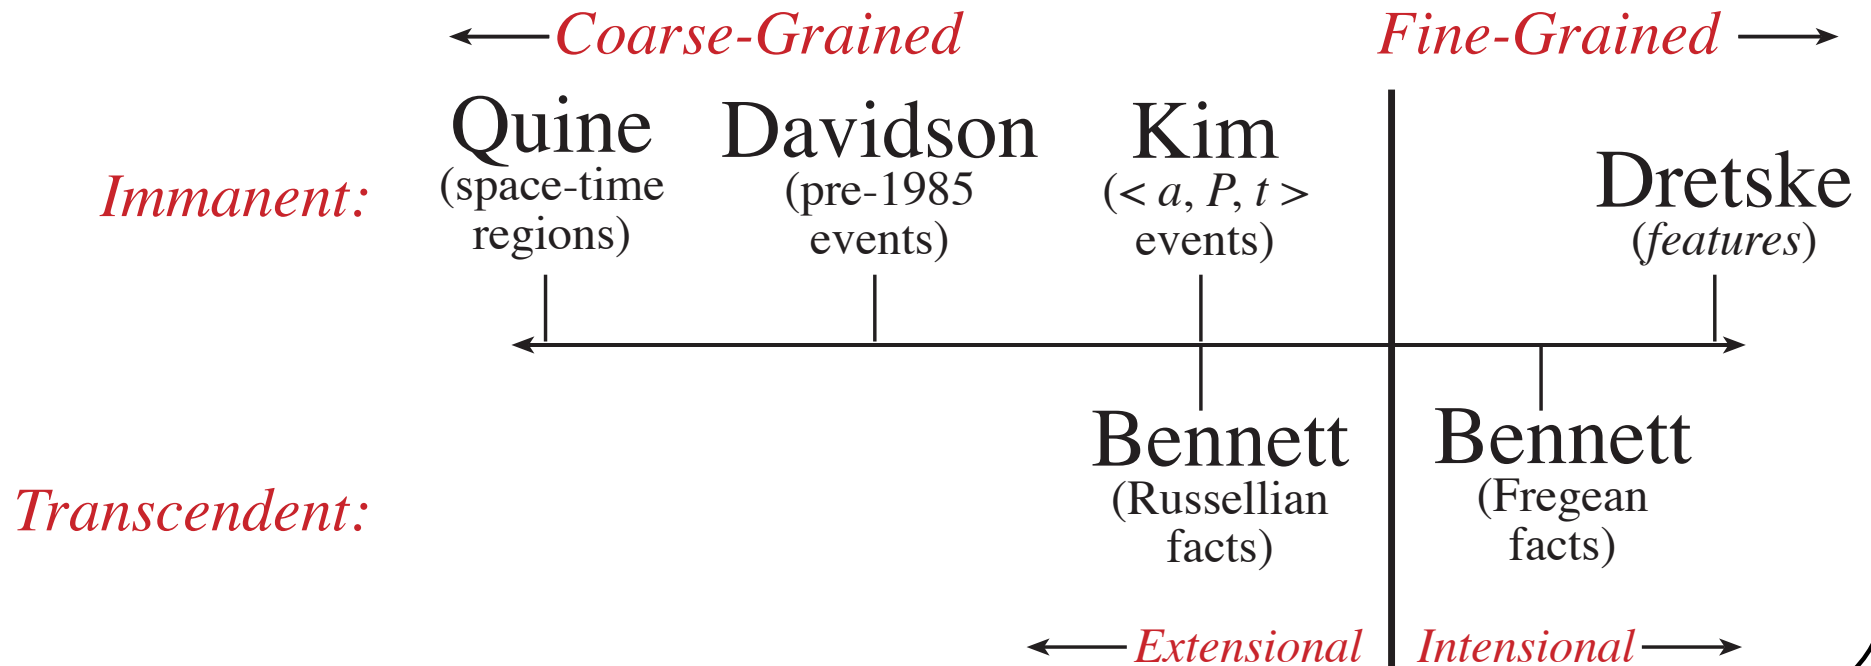 Coarse-Grained Fine-Grained
Quine Davidson Kim Dretske
Immanent: (space-time regions) (pre-1985 events) (< a, P, t > events) (features)
Bennett Bennett
Transcendent: (Russellian facts) (Fregean facts)
Extensional Intensional